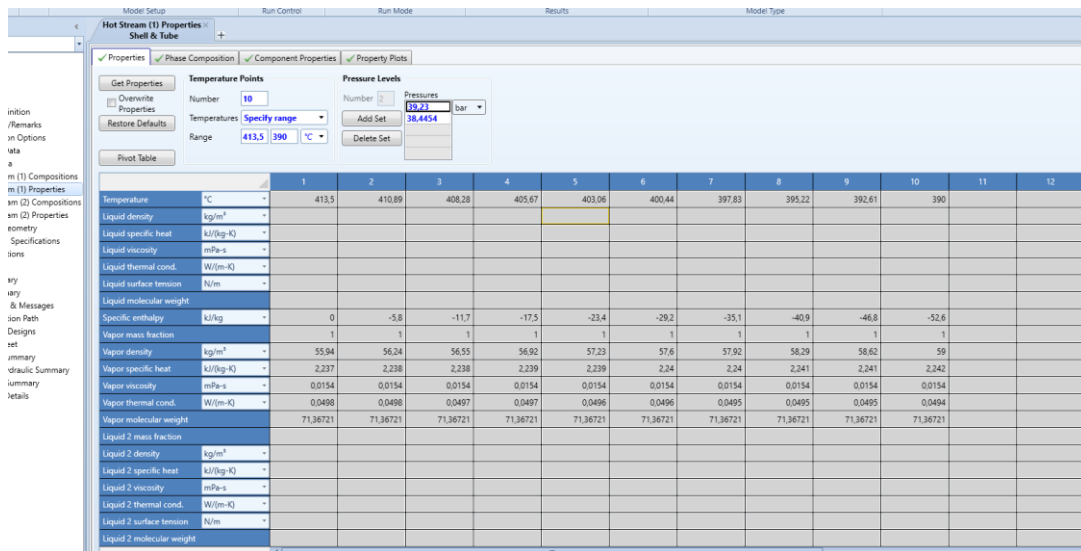 Model Setup Run Control Run Mode Results Model Type
Hot Stream (1) Properties ×
Shell & Tube +
Properties Phase Composition Component Properties Property Plots
Get Properties Temperature Points Pressure Levels
Overwrite Properties Number 10 Number 2 Pressures
39,23 bar
Restore Defaults Temperatures Specify range Add Set 38,4454
Range 413,5 390 °C Delete Set
Pivot Table
inition
/Remarks
on Options
)ata
a
m (1) Compositions
m (1) Properties
am (2) Compositions
am (2) Properties
eometry
Specifications
tions
ary
nary
& Messages
tion Path
Designs
eet
ummary
ydraulic Summary
Summary
Details
1 2 3 4 5 6 7 8 9 10 11 12
Temperature °C 413,5 410,89 408,28 405,67 403,06 400,44 397,83 395,22 392,61 390
Liquid density kg/m³
Liquid specific heat kJ/(kg-K)
Liquid viscosity mPa-s
Liquid thermal cond. W/(m-K)
Liquid surface tension N/m
Liquid molecular weight
Specific enthalpy kJ/kg 0 -5,8 -11,7 -17,5 -23,4 -29,2 -35,1 -40,9 -46,8 -52,6
Vapor mass fraction 1 1 1 1 1 1 1 1 1 1
Vapor density kg/m³ 55,94 56,24 56,55 56,92 57,23 57,6 57,92 58,29 58,62 59
Vapor specific heat kJ/(kg-K) 2,237 2,238 2,238 2,239 2,239 2,24 2,24 2,241 2,241 2,242
Vapor viscosity mPa-s 0,0154 0,0154 0,0154 0,0154 0,0154 0,0154 0,0154 0,0154 0,0154 0,0154
Vapor thermal cond. W/(m-K) 0,0498 0,0498 0,0497 0,0497 0,0496 0,0496 0,0495 0,0495 0,0495 0,0494
Vapor molecular weight 71,36721 71,36721 71,36721 71,36721 71,36721 71,36721 71,36721 71,36721 71,36721 71,36721
Liquid 2 mass fraction
Liquid 2 density kg/m³
Liquid 2 specific heat kJ/(kg-K)
Liquid 2 viscosity mPa-s
Liquid 2 thermal cond. W/(m-K)
Liquid 2 surface tension N/m
Liquid 2 molecular weight